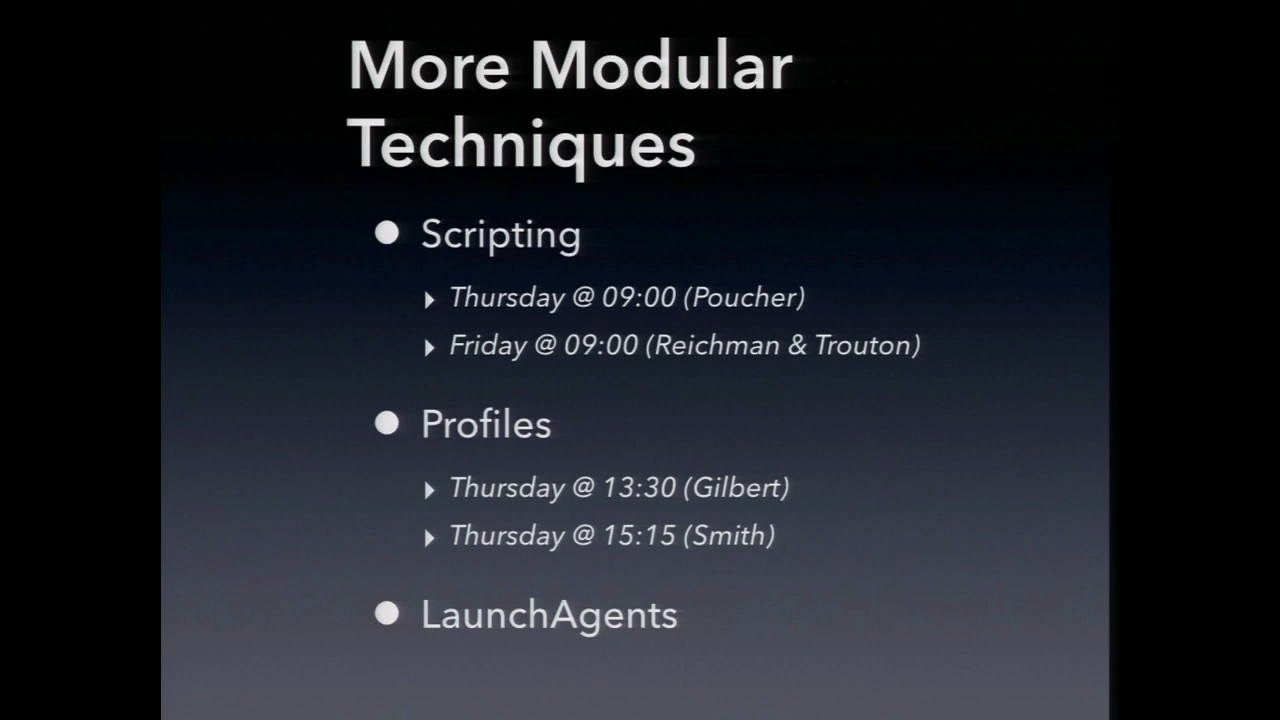 More Modular
Techniques
Scripting
Thursday @ 09:00 (Poucher)
Friday @ 09:00 (Reichman & Trouton)
Profiles
Thursday @ 13:30 (Gilbert)
Thursday @ 15:15 (Smith)
LaunchAgents